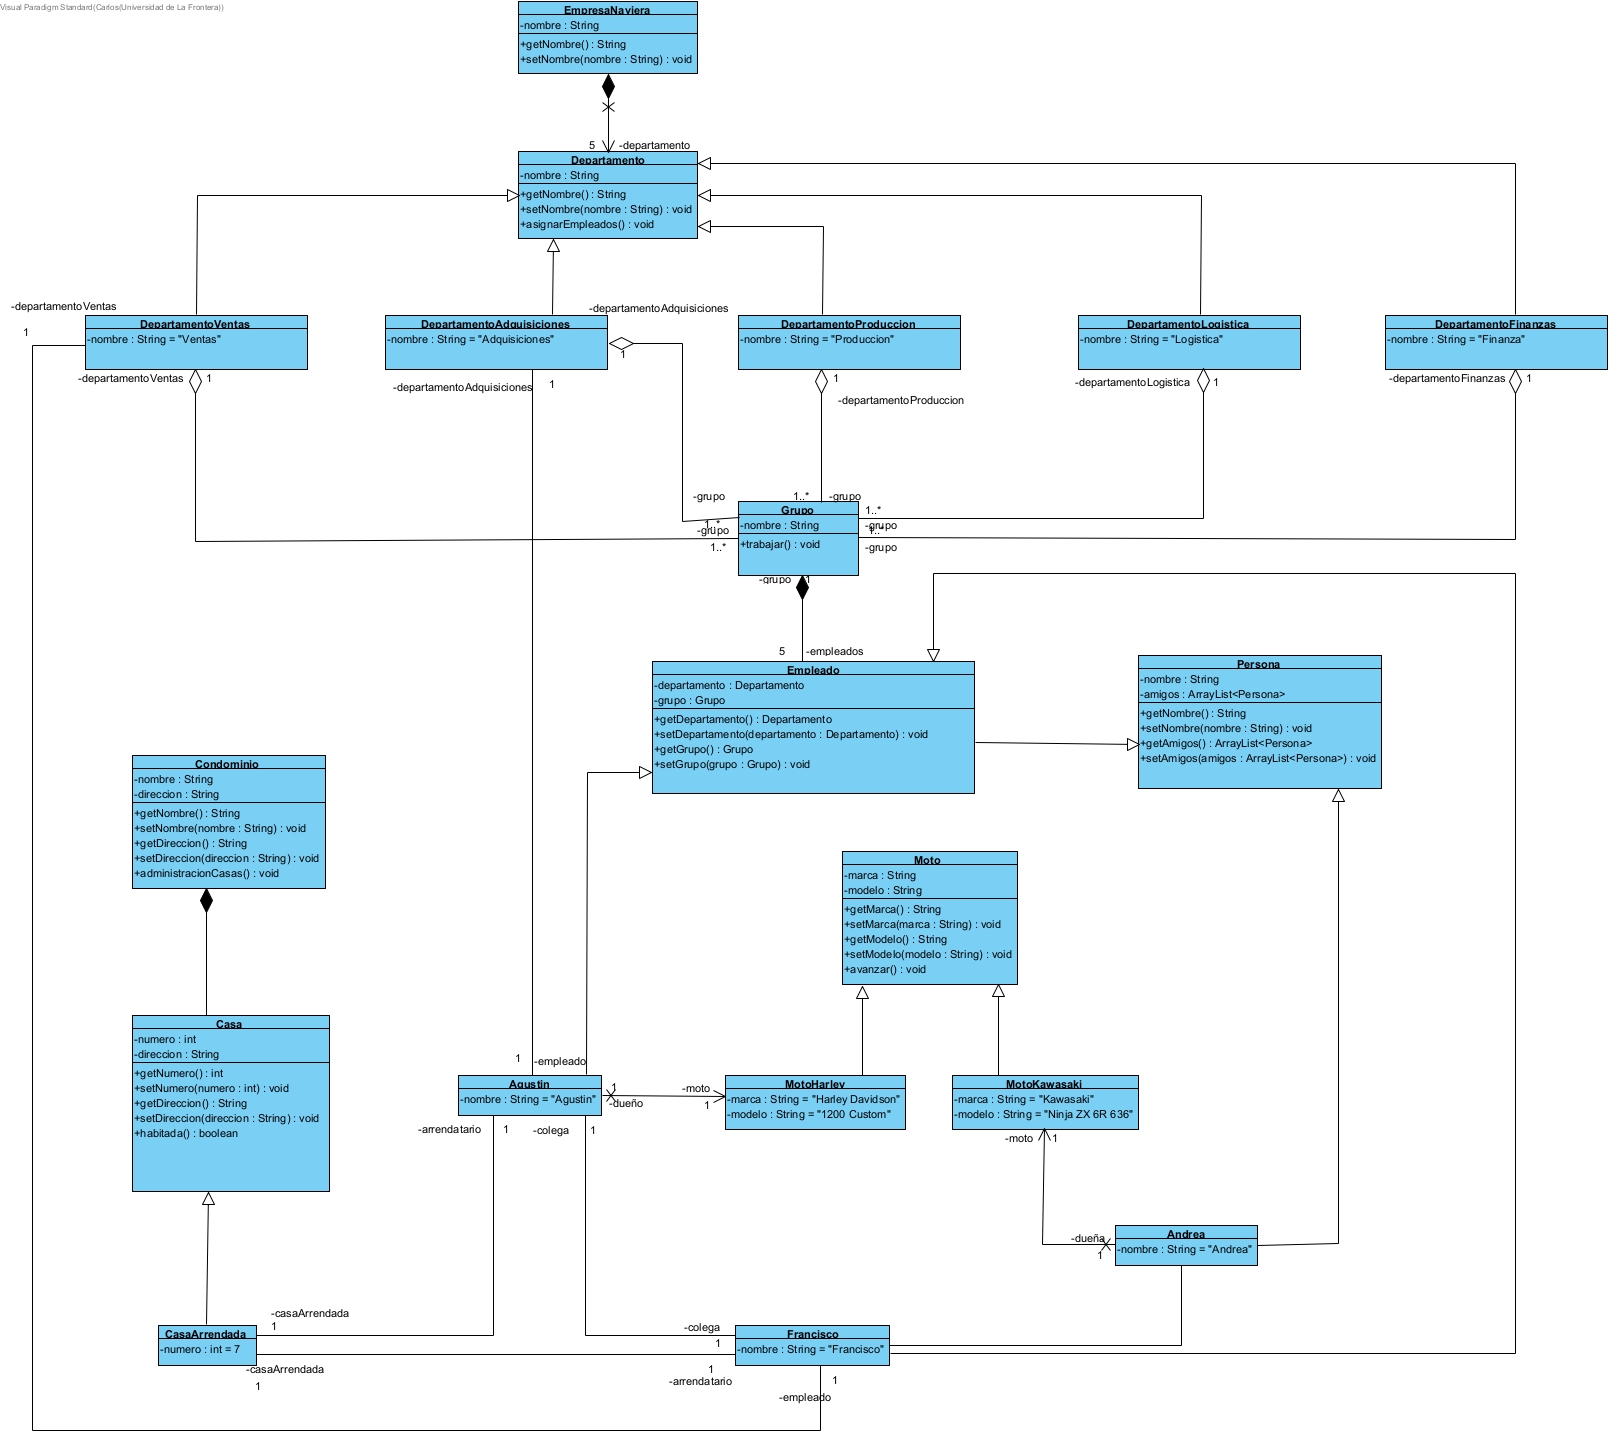 Visual Paradigm Standard(Carlos(Universidad de La Frontera))
EmpresaNaviera
-nombre : String
+getNombre() : String
+setNombre(nombre : String) : void
5
-departamento
Departamento
-nombre : String
+getNombre() : String
+setNombre(nombre : String) : void
+asignarEmpleados() : void
-departamentoVentas
1
-departamentoAdquisiciones
DepartamentoVentas
-nombre : String = "Ventas"
DepartamentoAdquisiciones
-nombre : String = "Adquisiciones"
1
DepartamentoProduccion
-nombre : String = "Produccion"
DepartamentoLogistica
-nombre : String = "Logistica"
DepartamentoFinanzas
-nombre : String = "Finanza"
-departamentoVentas
1
-departamentoAdquisiciones
1
1
-departamentoProduccion
-departamentoLogistica
1
-departamentoFinanzas
1
-grupo
1..*
-grupo
1..*
-grupo
1..*
-grupo
1..*
-grupo
1..*
-grupo
Grupo
-nombre : String
+trabajar() : void
-grupo
1
5
-empleados
Empleado
-departamento : Departamento
-grupo : Grupo
+getDepartamento() : Departamento
+setDepartamento(departamento : Departamento) : void
+getGrupo() : Grupo
+setGrupo(grupo : Grupo) : void
Persona
-nombre : String
-amigos : ArrayList<Persona>
+getNombre() : String
+setNombre(nombre : String) : void
+getAmigos() : ArrayList<Persona>
+setAmigos(amigos : ArrayList<Persona>) : void
Condominio
-nombre : String
-direccion : String
+getNombre() : String
+setNombre(nombre : String) : void
+getDireccion() : String
+setDireccion(direccion : String) : void
+administracionCasas() : void
Moto
-marca : String
-modelo : String
+getMarca() : String
+setMarca(marca : String) : void
+getModelo() : String
+setModelo(modelo : String) : void
+avanzar() : void
Casa
-numero : int
-direccion : String
+getNumero() : int
+setNumero(numero : int) : void
+getDireccion() : String
+setDireccion(direccion : String) : void
+habitada() : boolean
1
-empleado
Agustin
-nombre : String = "Agustin"
1
-dueño
-moto
1
MotoHarley
-marca : String = "Harley Davidson"
-modelo : String = "1200 Custom"
MotoKawasaki
-marca : String = "Kawasaki"
-modelo : String = "Ninja ZX 6R 636"
-arrendatario
1
-colega
1
-moto
1
-dueña
1
Andrea
-nombre : String = "Andrea"
-casaArrendada
1
CasaArrendada
-numero : int = 7
-casaArrendada
1
-colega
1
Francisco
-nombre : String = "Francisco"
1
-arrendatario
1
-empleado